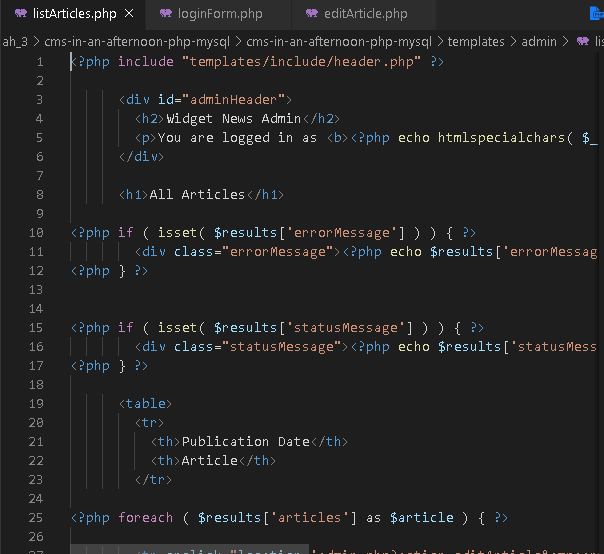 listArticles.php × loginForm.php editArticle.php
ah_3 > cms-in-an-afternoon-php-mysql > cms-in-an-afternoon-php-mysql > templates > admin > lis
1 <?php include "templates/include/header.php" ?>
2
3 <div id="adminHeader">
4 <h2>Widget News Admin</h2>
5 <p>You are logged in as <b><?php echo htmlspecialchars( $_
6 </div>
7
8 <h1>All Articles</h1>
9
10 <?php if ( isset( $results['errorMessage'] ) ) { ?>
11 <div class="errorMessage"><?php echo $results['errorMessag
12 <?php } ?>
13
14
15 <?php if ( isset( $results['statusMessage'] ) ) { ?>
16 <div class="statusMessage"><?php echo $results['statusMess
17 <?php } ?>
18
19 <table>
20 <tr>
21 <th>Publication Date</th>
22 <th>Article</th>
23 </tr>
24
25 <?php foreach ( $results['articles'] as $article ) { ?>
26